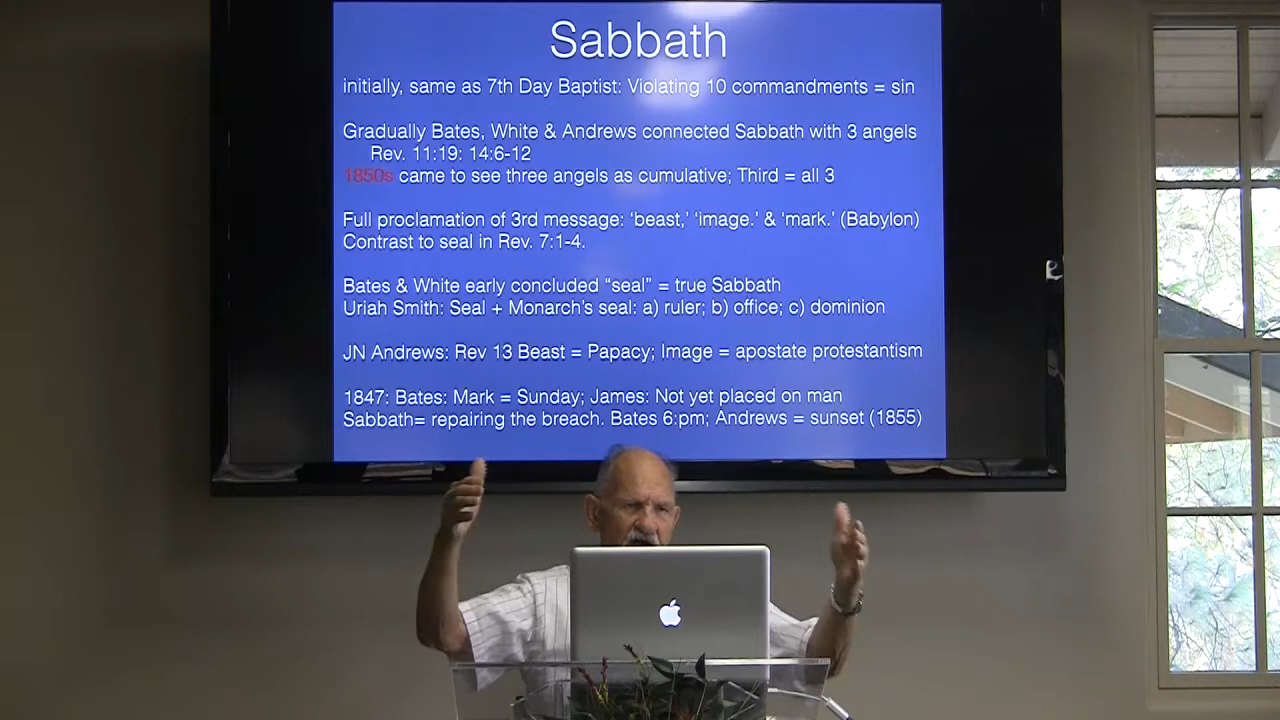 Sabbath
initially, same as 7th Day Baptist: Violating 10 commandments = sin
Gradually Bates, White & Andrews connected Sabbath with 3 angels
Rev. 11:19: 14:6-12
1850s came to see three angels as cumulative; Third = all 3
Full proclamation of 3rd message: ‘beast,’ ‘image.’ & ‘mark.’ (Babylon)
Contrast to seal in Rev. 7:1-4.
Bates & White early concluded “seal” = true Sabbath
Uriah Smith: Seal + Monarch’s seal: a) ruler; b) office; c) dominion
JN Andrews: Rev 13 Beast = Papacy; Image = apostate protestantism
1847: Bates: Mark = Sunday; James: Not yet placed on man
Sabbath= repairing the breach. Bates 6:pm; Andrews = sunset (1855)